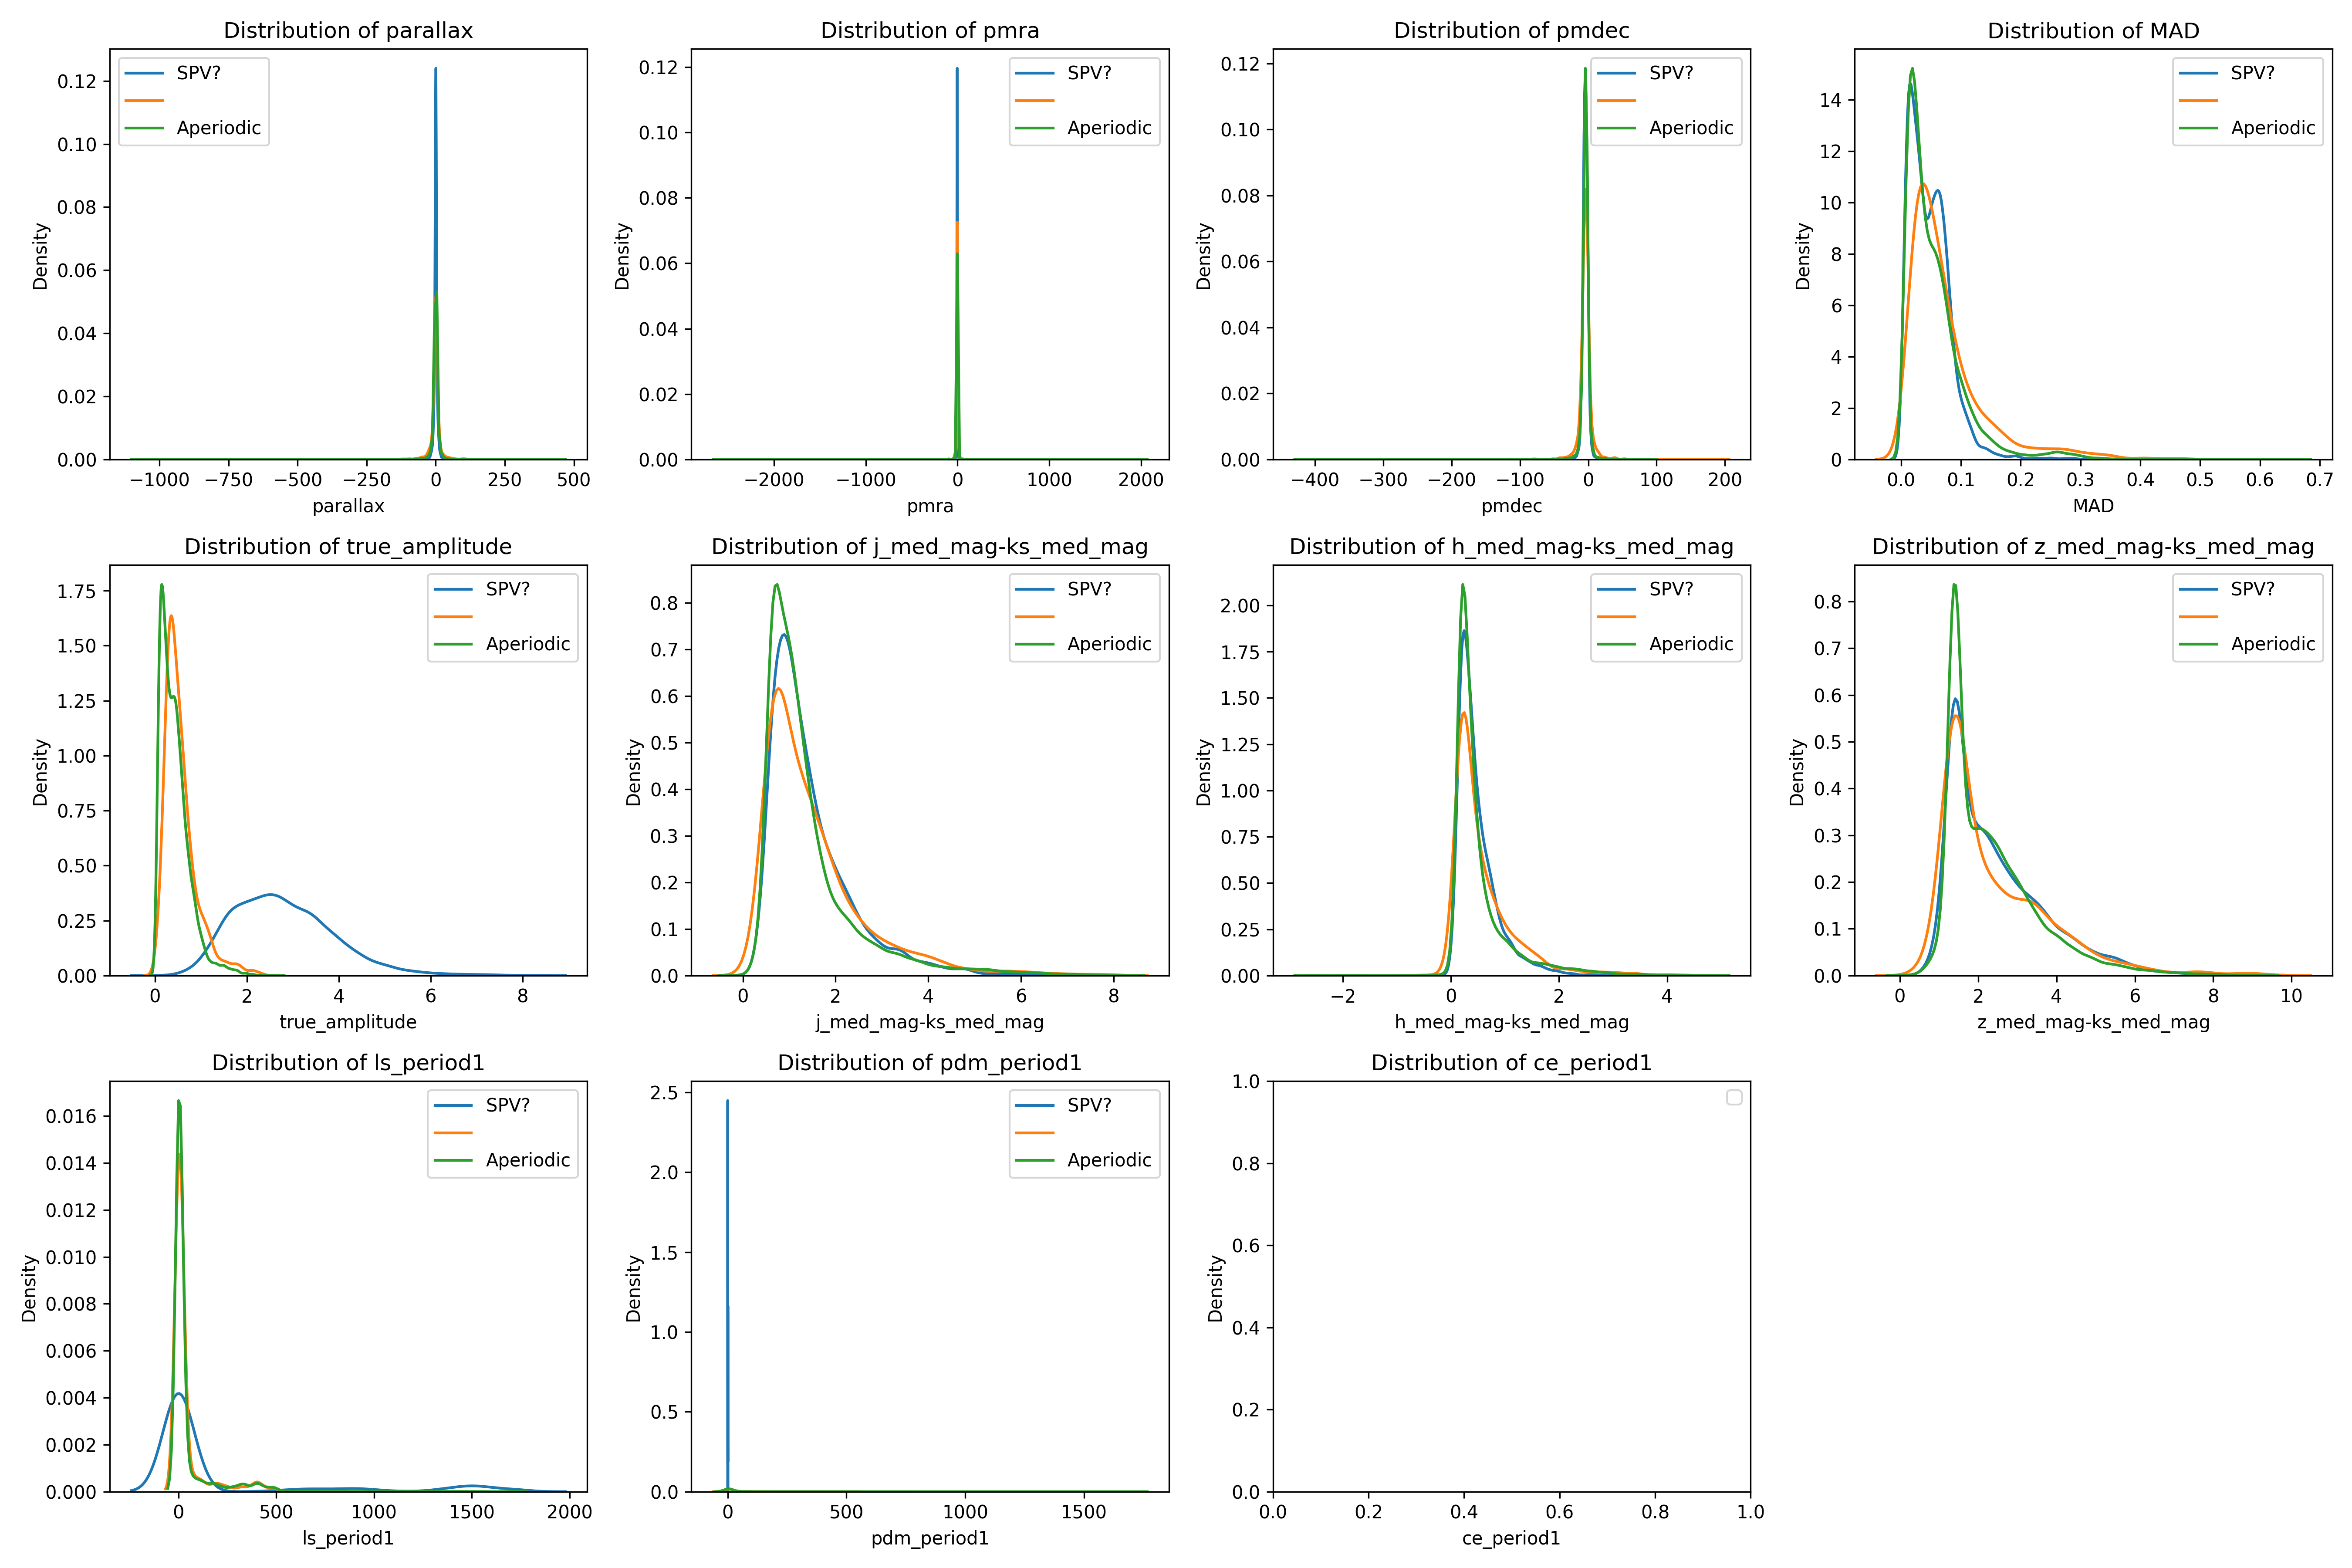 Distribution of parallax
Density
0.12
0.10
0.08
0.06
0.04
0.02
0.00
SPV?
Aperiodic
−1000 −750 −500 −250 0 250 500
parallax
Distribution of pmra
Density
0.12
0.10
0.08
0.06
0.04
0.02
0.00
SPV?
Aperiodic
−2000 −1000 0 1000 2000
pmra
Distribution of pmdec
Density
0.12
0.10
0.08
0.06
0.04
0.02
0.00
SPV?
Aperiodic
−400 −300 −200 −100 0 100 200
pmdec
Distribution of MAD
Density
14
12
10
8
6
4
2
0
SPV?
Aperiodic
0.0 0.1 0.2 0.3 0.4 0.5 0.6 0.7
MAD
Distribution of true_amplitude
Density
1.75
1.50
1.25
1.00
0.75
0.50
0.25
0.00
SPV?
Aperiodic
0 2 4 6 8
true_amplitude
Distribution of j_med_mag-ks_med_mag
Density
0.8
0.7
0.6
0.5
0.4
0.3
0.2
0.1
0.0
SPV?
Aperiodic
0 2 4 6 8
j_med_mag-ks_med_mag
Distribution of h_med_mag-ks_med_mag
Density
2.00
1.75
1.50
1.25
1.00
0.75
0.50
0.25
0.00
SPV?
Aperiodic
−2 0 2 4
h_med_mag-ks_med_mag
Distribution of z_med_mag-ks_med_mag
Density
0.8
0.7
0.6
0.5
0.4
0.3
0.2
0.1
0.0
SPV?
Aperiodic
0 2 4 6 8 10
z_med_mag-ks_med_mag
Distribution of ls_period1
Density
0.016
0.014
0.012
0.010
0.008
0.006
0.004
0.002
0.000
SPV?
Aperiodic
0 500 1000 1500 2000
ls_period1
Distribution of pdm_period1
Density
2.5
2.0
1.5
1.0
0.5
0.0
SPV?
Aperiodic
0 500 1000 1500
pdm_period1
Distribution of ce_period1
Density
1.0
0.8
0.6
0.4
0.2
0.0
0.0 0.2 0.4 0.6 0.8 1.0
ce_period1